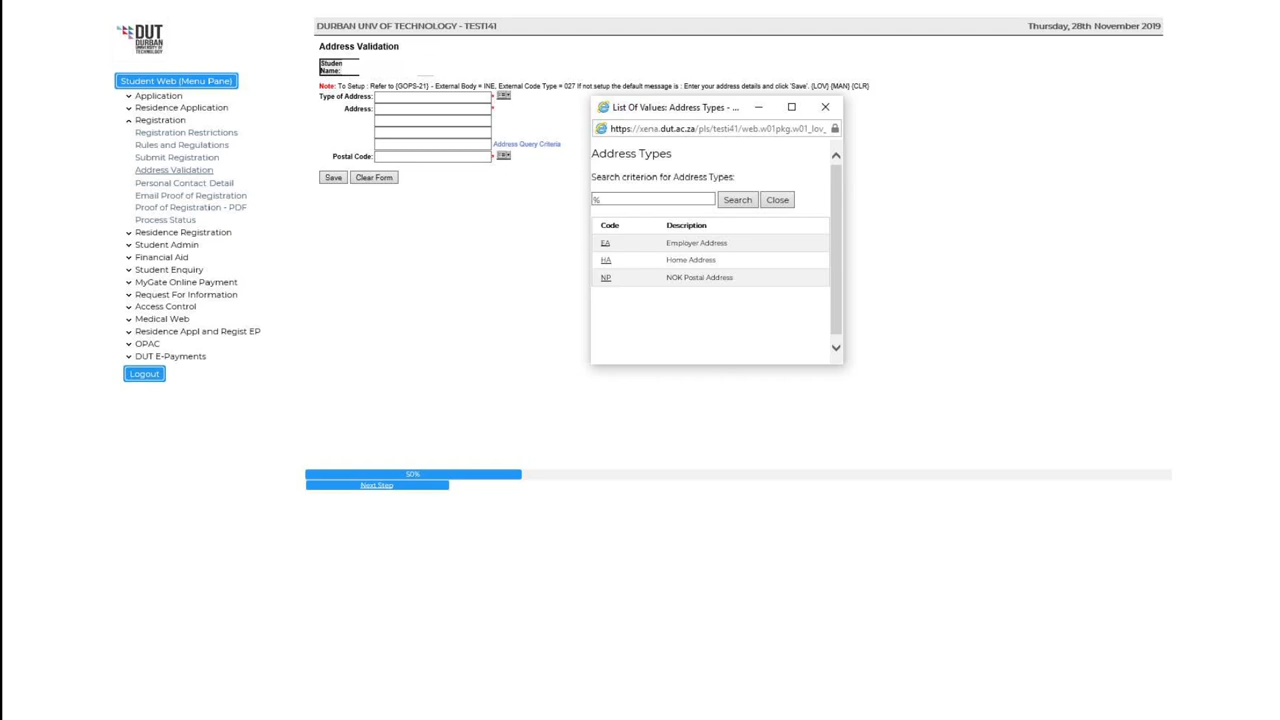 DUT
DURBAN
UNIVERSITY OF
TECHNOLOGY
Student Web (Menu Pane)
Application
Residence Application
Registration
Registration Restrictions
Rules and Regulations
Submit Registration
Address Validation
Personal Contact Detail
Email Proof of Registration
Proof of Registration - PDF
Process Status
Residence Registration
Student Admin
Financial Aid
Student Enquiry
MyGate Online Payment
Request For Information
Access Control
Medical Web
Residence Appl and Regist EP
OPAC
DUT E-Payments
Logout
DURBAN UNV OF TECHNOLOGY - TEST141
Thursday, 28th November 2019
Address Validation
Studen
Name:
Note: To Setup : Refer to {GOPS-21} - External Body = INE, External Code Type = 027 If not setup the default message is : Enter your address details and click 'Save'. {LOV} {MAN} {CLR}
Type of Address: *
Address: *
Address Query Criteria
Postal Code: *
Save Clear Form
List Of Values: Address Types - ...
https://xena.dut.ac.za/pls/testi41/web.w01pkg.w01_lov_
Address Types
Search criterion for Address Types:
% Search Close
Code Description
EA Employer Address
HA Home Address
NP NOK Postal Address
50%
Next Step